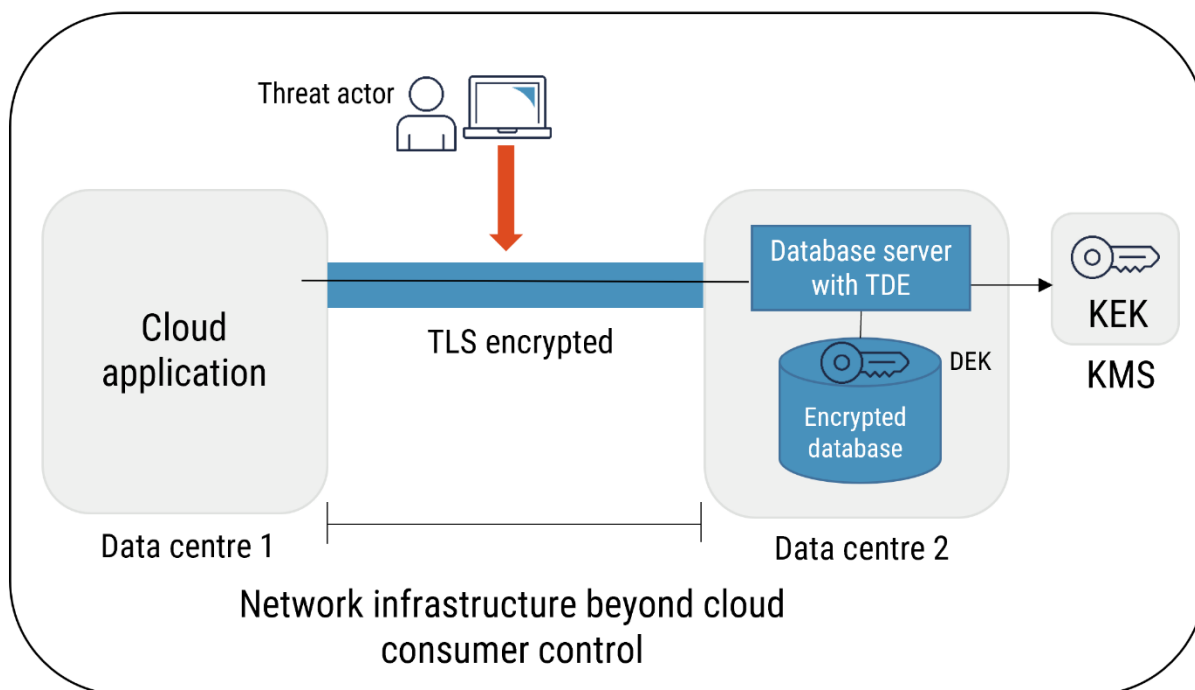 Threat actor
Cloud
application
TLS encrypted
Database server
with TDE
DEK
Encrypted
database
KEK
KMS
Data centre 1
Data centre 2
Network infrastructure beyond cloud
consumer control